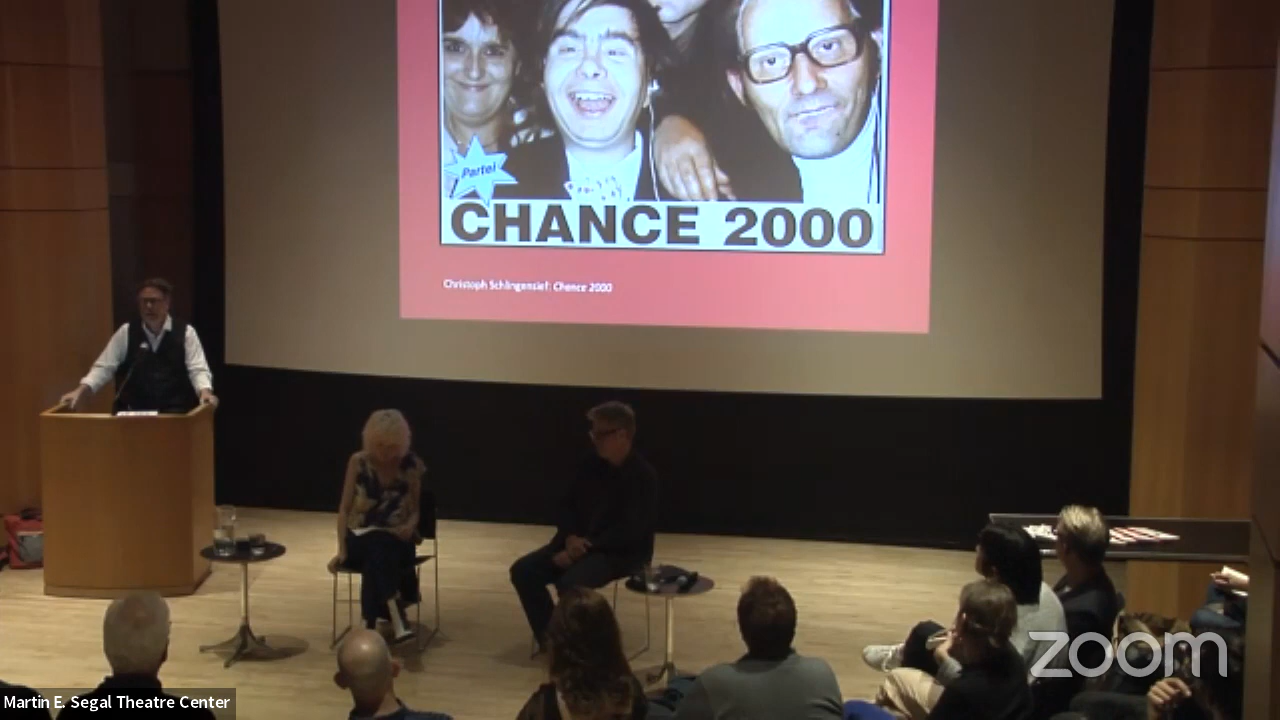 Partei
CHANCE 2000
Christoph Schlingensief: Chance 2000
zoom
Martin E. Segal Theatre Center